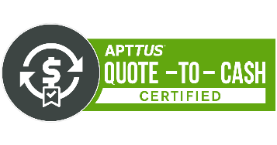 APTTUS
QUOTE –TO– CASH
CERTIFIED
$